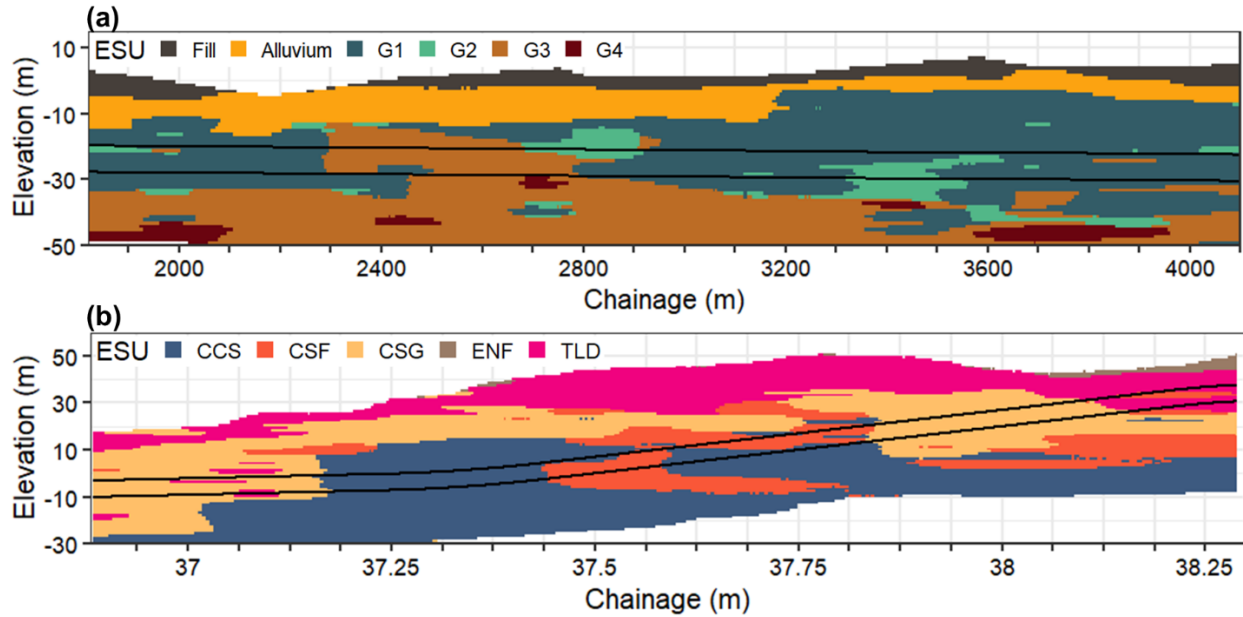 (a)
ESU Fill Alluvium G1 G2 G3 G4
10
-10
-30
-50
Elevation (m)
2000 2400 2800 3200 3600 4000
Chainage (m)
(b)
ESU CCS CSF CSG ENF TLD
50
30
10
-10
-30
Elevation (m)
37 37.25 37.5 37.75 38 38.25
Chainage (m)